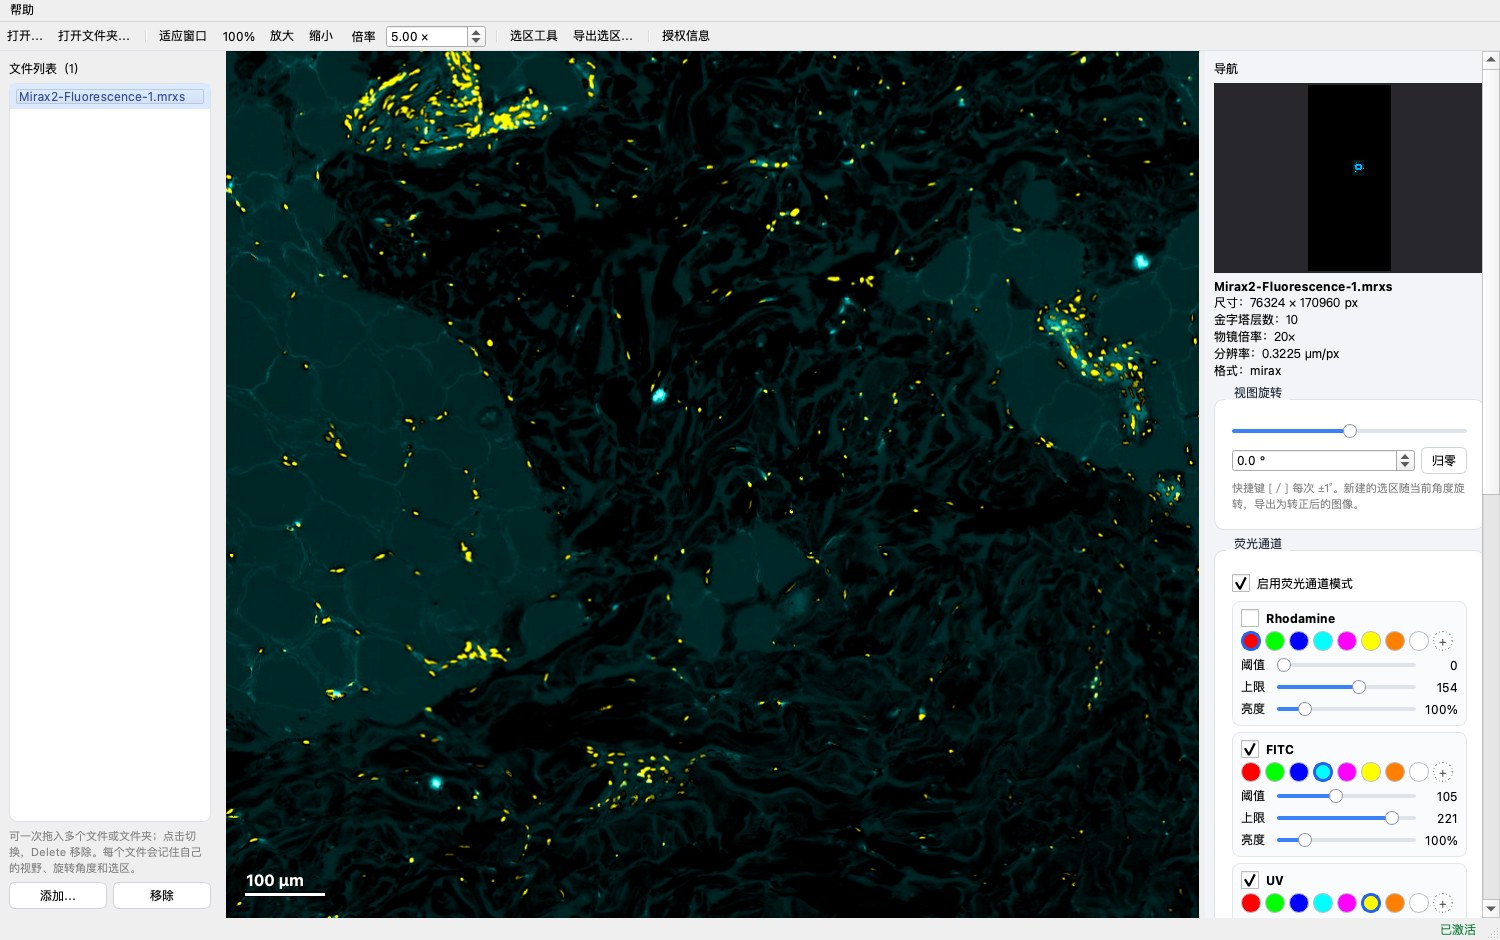 帮助
打开...
打开文件夹...
适应窗口
100%
放大
缩小
倍率
5.00 ×
选区工具
导出选区...
授权信息
文件列表 (1)
Mirax2-Fluorescence-1.mrxs
可一次拖入多个文件或文件夹；点击切
换，Delete 移除。每个文件会记住自己
的视野、旋转角度和选区。
添加...
移除
100 µm
导航
Mirax2-Fluorescence-1.mrxs
尺寸：76324 × 170960 px
金字塔层数：10
物镜倍率：20×
分辨率：0.3225 µm/px
格式：mirax
视图旋转
0.0 °
归零
快捷键 [ / ] 每次 ±1°。新建的选区随当前角度旋
转，导出为转正后的图像。
荧光通道
启用荧光通道模式
Rhodamine
+
阈值 0
上限 154
亮度 100%
FITC
+
阈值 105
上限 221
亮度 100%
UV
+
已激活